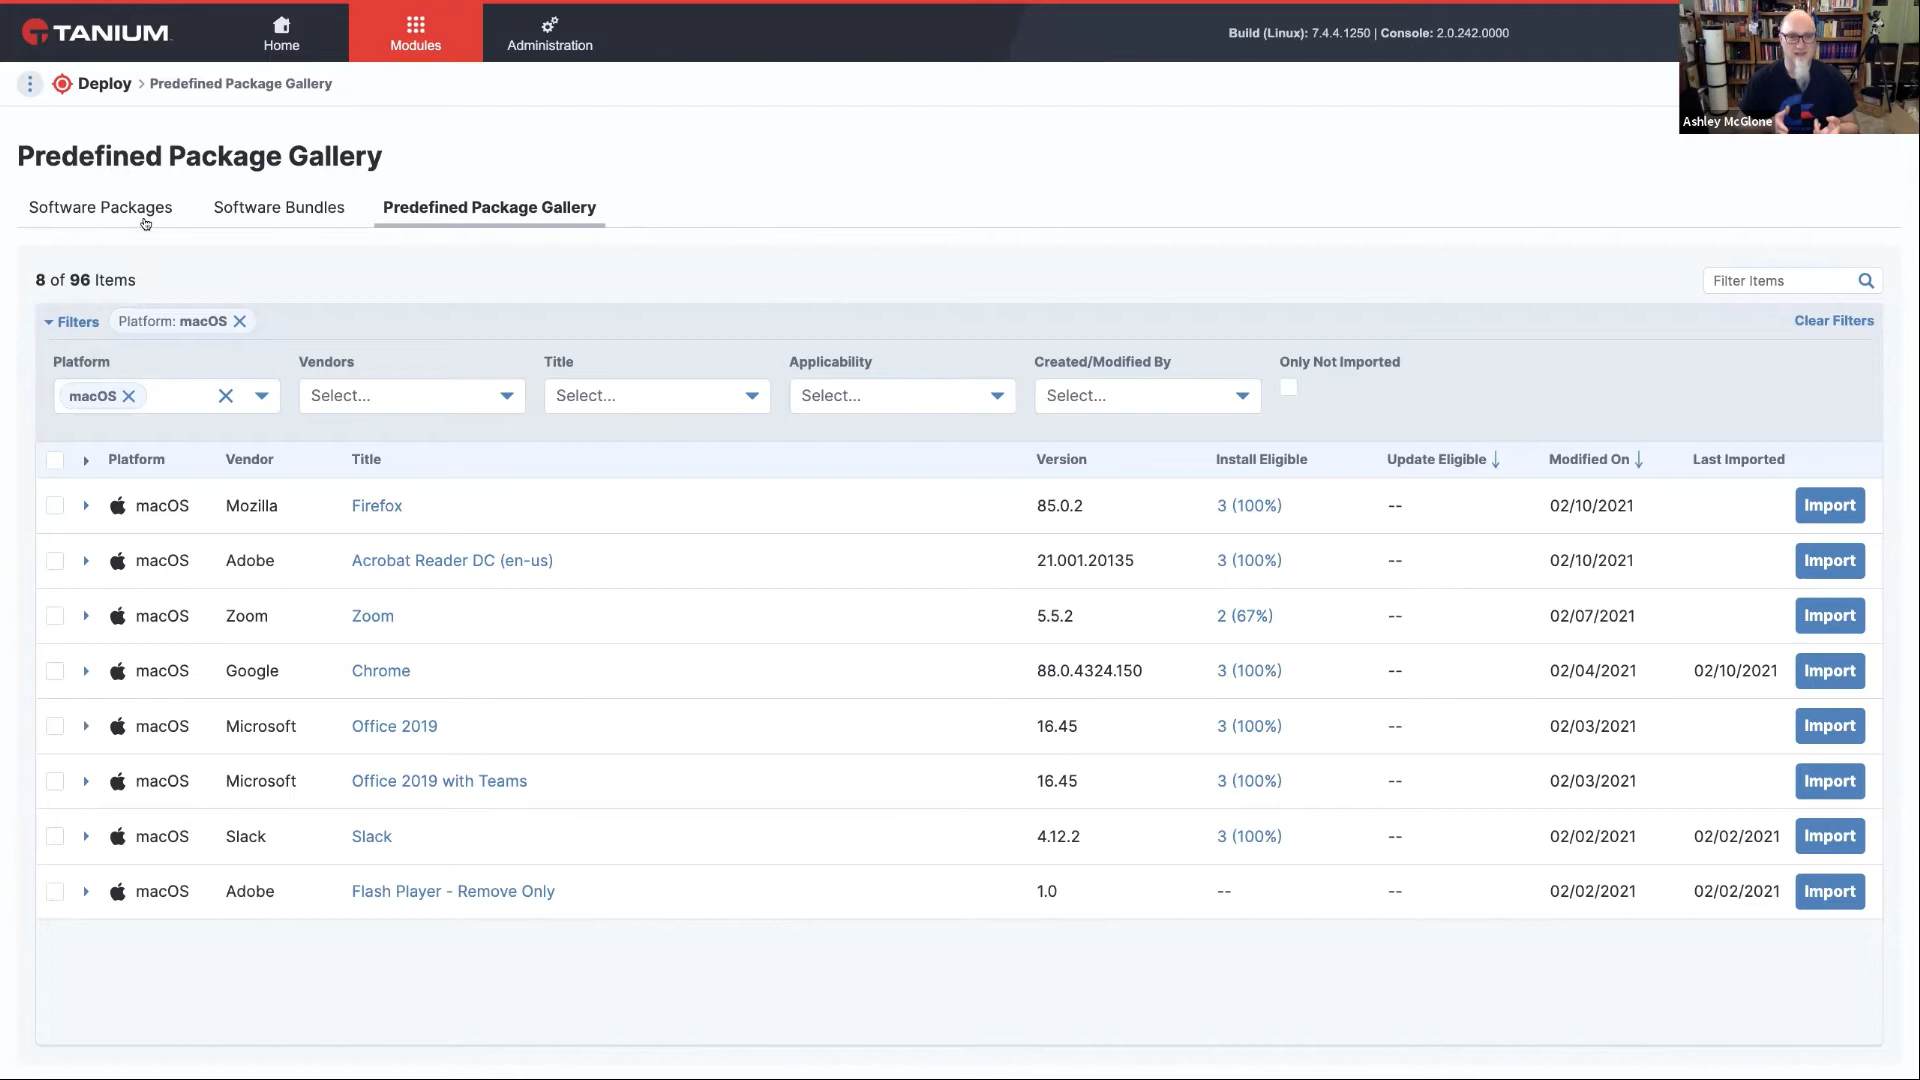 TANIUM
Home
Modules
Administration
Build (Linux): 7.4.4.1250 | Console: 2.0.242.0000
Ashley McGlone
Deploy > Predefined Package Gallery
Predefined Package Gallery
Software Packages Software Bundles Predefined Package Gallery
8 of 96 Items
Filter Items
Filters Platform: macOS
Clear Filters
Platform Vendors Title Applicability Created/Modified By Only Not Imported
macOS Select... Select... Select... Select...
Platform Vendor Title Version Install Eligible Update Eligible Modified On Last Imported
macOS Mozilla Firefox 85.0.2 3 (100%) -- 02/10/2021 Import
macOS Adobe Acrobat Reader DC (en-us) 21.001.20135 3 (100%) -- 02/10/2021 Import
macOS Zoom Zoom 5.5.2 2 (67%) -- 02/07/2021 Import
macOS Google Chrome 88.0.4324.150 3 (100%) -- 02/04/2021 02/10/2021 Import
macOS Microsoft Office 2019 16.45 3 (100%) -- 02/03/2021 Import
macOS Microsoft Office 2019 with Teams 16.45 3 (100%) -- 02/03/2021 Import
macOS Slack Slack 4.12.2 3 (100%) -- 02/02/2021 02/02/2021 Import
macOS Adobe Flash Player - Remove Only 1.0 -- -- 02/02/2021 02/02/2021 Import